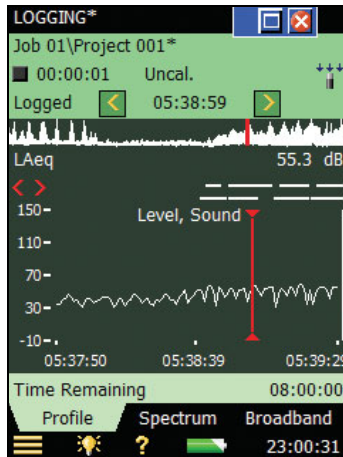 LOGGING*
Job 01\Project 001*
00:00:01 Uncal.
Logged < 05:38:59 >
LAeq 55.3 dB
< >
150-
Level, Sound
110-
70-
30-
-10-
05:37:50 05:38:39 05:39:29
Time Remaining 08:00:00
Profile Spectrum Broadband
? 23:00:31